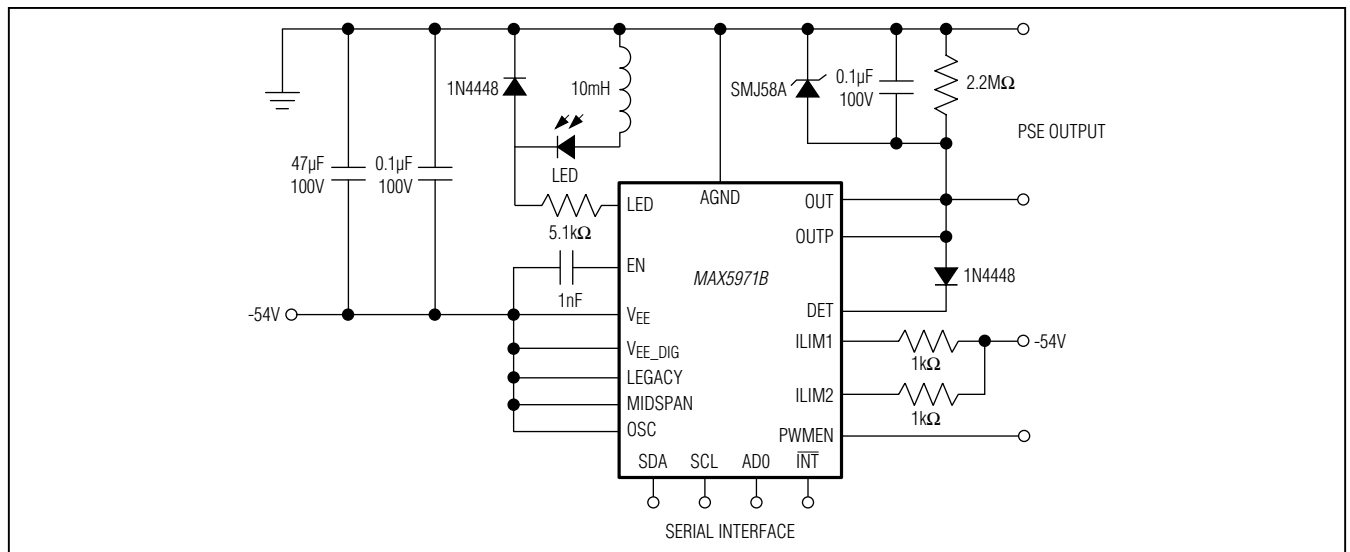 1N4448
10mH
SMJ58A
0.1µF
100V
2.2MΩ
PSE OUTPUT
47µF
100V
0.1µF
100V
LED
5.1kΩ
1nF
-54V
LED
AGND
OUT
OUTP
EN
MAX5971B
1N4448
VEE
DET
VEE_DIG
ILIM1
1kΩ
-54V
LEGACY
MIDSPAN
ILIM2
1kΩ
OSC
PWMEN
SDA SCL AD0 I̅N̅T̅
SERIAL INTERFACE